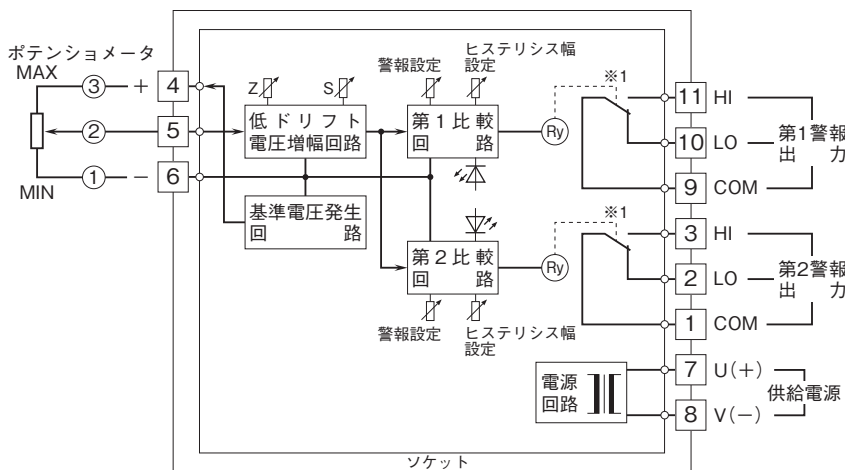 ポテンショメータ
MAX
③ + 4
② 5
① − 6
MIN
Z S
低ドリフト
電圧増幅回路
基準電圧発生
回路
警報設定
ヒステリシス幅
設定
第1比較
回路
Ry
※1
11 HI
10 LO
9 COM
第1警報
出力
第2比較
回路
警報設定
ヒステリシス幅
設定
Ry
※1
3 HI
2 LO
1 COM
第2警報
出力
電源
回路
7 U(+)
8 V(−)
供給電源
ソケット